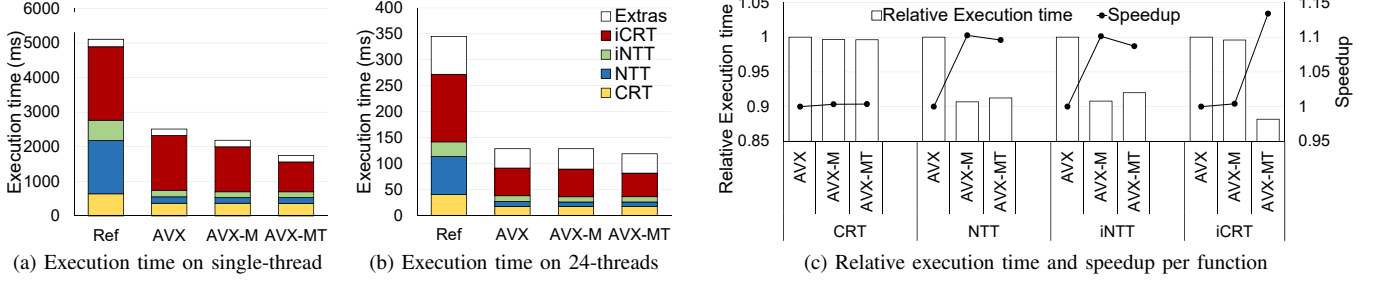 6000
5000
4000
3000
2000
1000
0
Execution time (ms)
Ref AVX AVX-M AVX-MT
(a) Execution time on single-thread
400
350
300
250
200
150
100
50
0
Execution time (ms)
Extras
iCRT
iNTT
NTT
CRT
Ref AVX AVX-M AVX-MT
(b) Execution time on 24-threads
1.05
1
0.95
0.9
0.85
Relative Execution time
Relative Execution time Speedup
1.15
1.1
1.05
1
0.95
Speedup
AVX AVX-M AVX-MT AVX AVX-M AVX-MT AVX AVX-M AVX-MT AVX AVX-M AVX-MT
CRT NTT iNTT iCRT
(c) Relative execution time and speedup per function